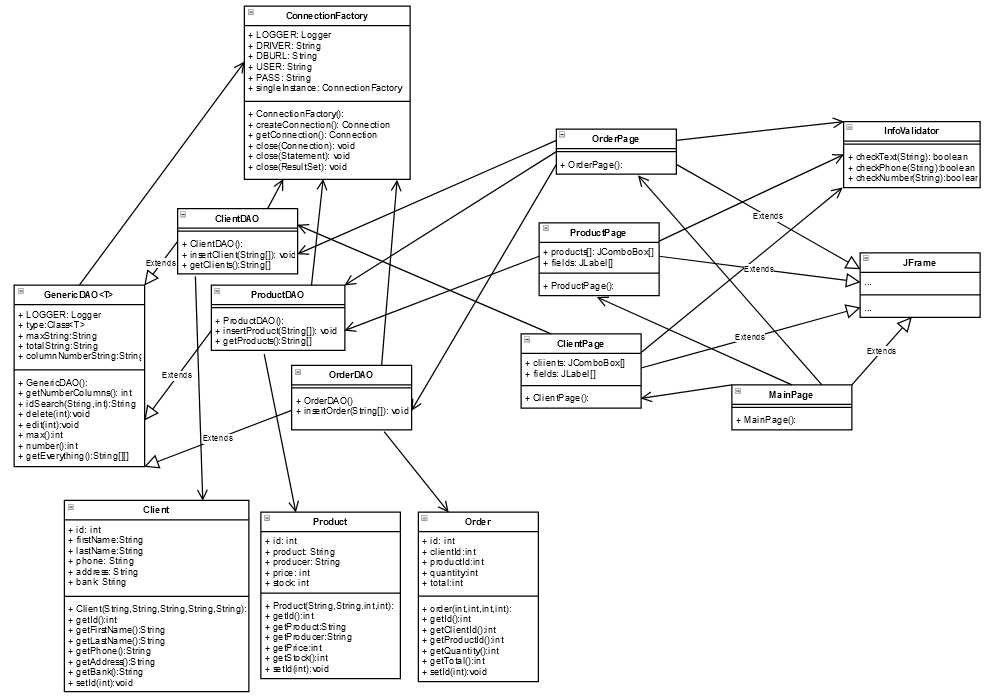 ConnectionFactory
+ LOGGER: Logger
+ DRIVER: String
+ DBURL: String
+ USER: String
+ PASS: String
+ singleInstance: ConnectionFactory
+ ConnectionFactory():
+ createConnection(): Connection
+ getConnection(): Connection
+ close(Connection): void
+ close(Statement): void
+ close(ResultSet): void
OrderPage
+ OrderPage():
InfoValidator
+ checkText(String): boolean
+ checkPhone(String):boolean
+ checkNumber(String):boolean
ClientDAO
+ ClientDAO():
+ insertClient(String[]): void
+ getClients():String[]
Extends
ProductPage
+ products[]: JComboBox[]
+ fields: JLabel[]
+ ProductPage():
Extends
Extends
JFrame
...
...
GenericDAO<T>
+ LOGGER: Logger
+ type:Class<T>
+ maxString:String
+ totalString:String
+ columnNumberString:String
+ GenericDAO():
+ getNumberColumns(): int
+ idSearch(String,int):String
+ delete(int):void
+ edit(int):void
+ max():int
+ number():int
+ getEverything():String[][]
ProductDAO
+ ProductDAO():
+ insertProduct(String[]): void
+ getProducts():String[]
Extends
ClientPage
+ cliients: JComboBox[]
+ fields: JLabel[]
+ ClientPage():
Extends
Extends
OrderDAO
+ OrderDAO()
+ insertOrder(String[]): void
Extends
MainPage
+ MainPage():
Client
+ id: int
+ firstName:String
+ lastName:String
+ phone: String
+ address: String
+ bank: String
+ Client(String,String,String,String,String):
+ getId():int
+ getFirstName():String
+ getLastName():String
+ getPhone():String
+ getAddress():String
+ getBank():String
+ setId(int):void
Product
+ id: int
+ product: String
+ producer: String
+ price: int
+ stock: int
+ Product(String,String.int,int):
+ getId():int
+ getProduct:String
+ getProducer:String
+ getPrice:int
+ getStock():int
+ setId(int):void
Order
+ id: int
+ clientId:int
+ productId:int
+ quantity:int
+ total:int
+ order(int,int,int,int):
+ getId():int
+ getClientId():int
+ getProductId():int
+ getQuantity():int
+ getTotal():int
+ setId(int):void